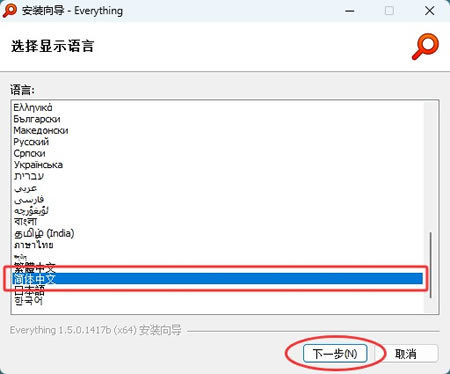 安装向导 - Everything
选择显示语言
语言:
Ελληνικά
Български
Македонски
Русский
Српски
Українська
עברית
عربي
فارسی
ئۇيغۇرچە
বাংলা
தமிழ் (India)
ภาษาไทย
繁體中文
简体中文
日本語
한국어
Everything 1.5.0.1417b (x64) 安装向导
下一步(N)
取消